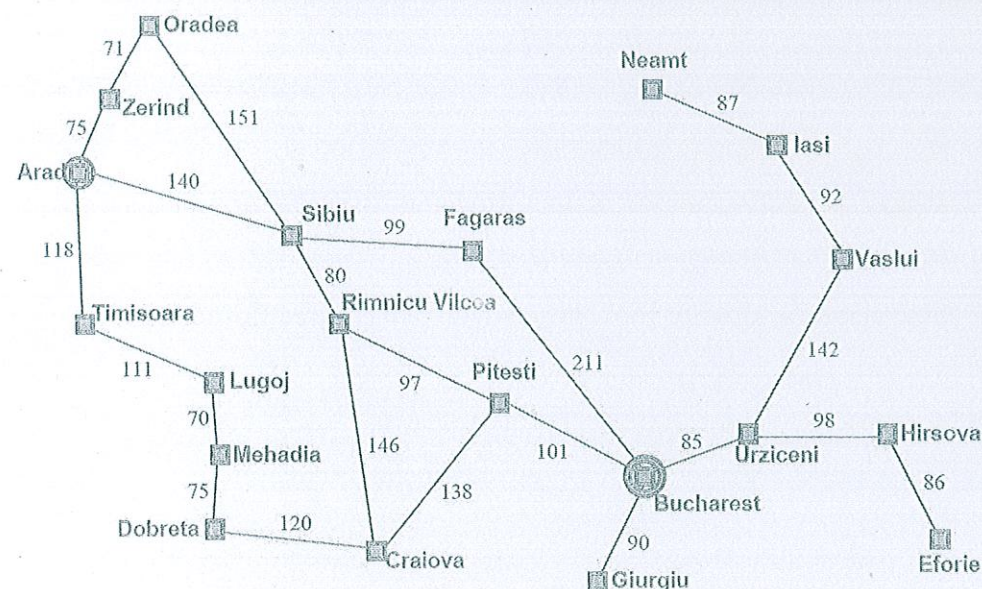 Oradea
71
Neamt
Zerind
87
151
75
Iasi
Arad
140
92
Sibiu
Fagaras
99
118
Vaslui
80
Timisoara
Rimnicu Vilcea
142
111
Pitesti
211
Lugoj
97
70
98
Hirsova
85
Urziceni
146
101
Mehadia
138
86
75
Bucharest
Dobreta
120
90
Craiova
Eforie
Giurgiu